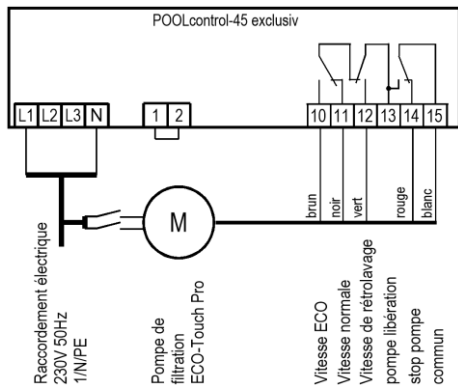 POOLcontrol-45 exclusiv
L1 L2 L3 N
1 2
10 11 12 13 14 15
brun
noir
vert
rouge
blanc
M
Raccordement électrique
230V 50Hz
1/N/PE
Pompe de
filtration
ECO-Touch Pro
Vitesse ECO
Vitesse normale
Vitesse de rétrolavage
pompe libération
stop pompe
commun